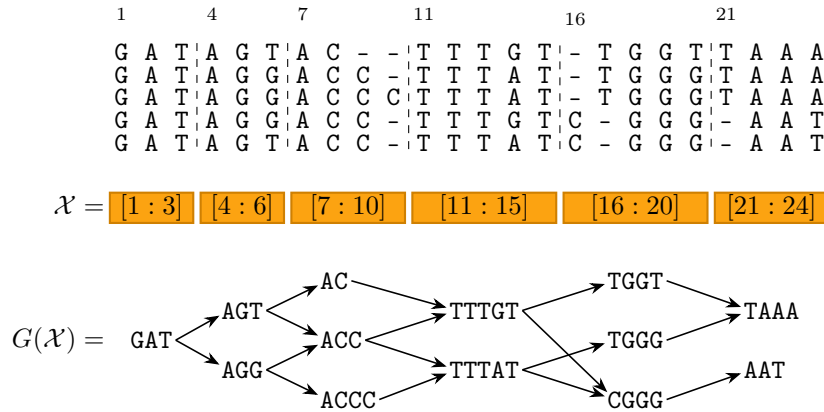 1 4 7 11 16 21
G A T A G T A C - - T T T G T - T G G T T A A A
G A T A G G A C C - T T T A T - T G G G T A A A
G A T A G G A C C C T T T A T - T G G G T A A A
G A T A G G A C C - T T T G T C - G G G - A A T
G A T A G T A C C - T T T A T C - G G G - A A T
𝒳 = [1 : 3] [4 : 6] [7 : 10] [11 : 15] [16 : 20] [21 : 24]
AC TGGT
AGT TTTGT TAAA
G(𝒳) = GAT ACC TGGG
AGG TTTAT AAT
ACCC CGGG